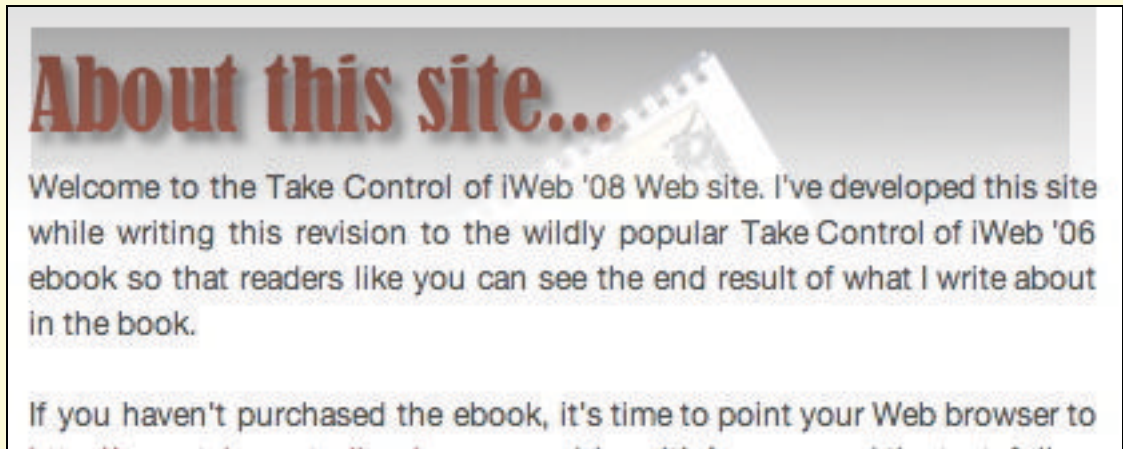 About this site...
Welcome to the Take Control of iWeb '08 Web site. I've developed this site
while writing this revision to the wildly popular Take Control of iWeb '06
ebook so that readers like you can see the end result of what I write about
in the book.
If you haven't purchased the ebook, it's time to point your Web browser to